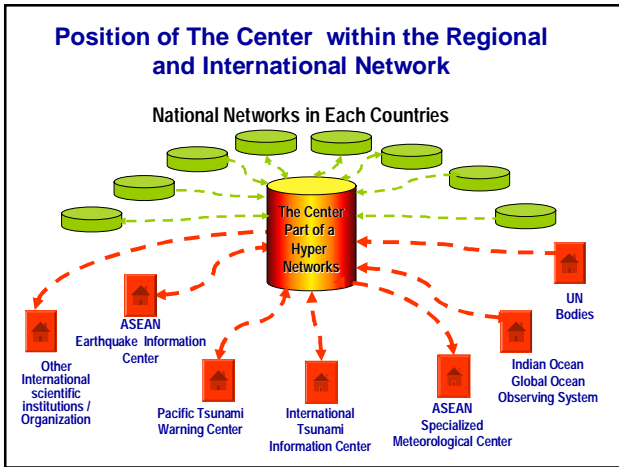 Position of The Center within the Regional
and International Network
National Networks in Each Countries
The Center
Part of a
Hyper
Networks
UN
Bodies
ASEAN
Earthquake Information
Center
Other
International
scientific
institutions /
Organization
Pacific Tsunami
Warning Center
International
Tsunami
Information Center
ASEAN
Specialized
Meteorological Center
Indian Ocean
Global Ocean
Observing System